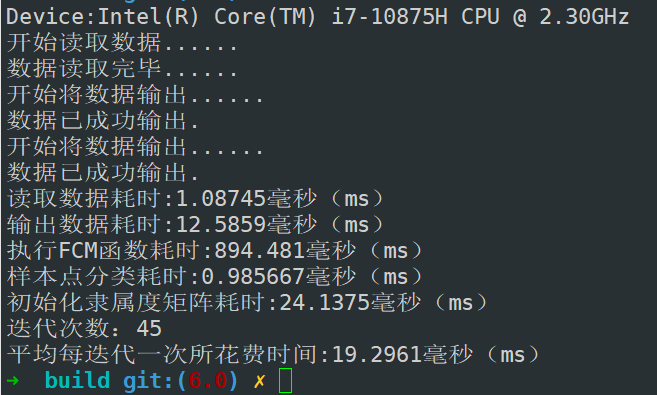 Device:Intel(R) Core(TM) i7-10875H CPU @ 2.30GHz
开始读取数据......
数据读取完毕......
开始将数据输出......
数据已成功输出.
开始将数据输出......
数据已成功输出.
读取数据耗时:1.08745毫秒（ms）
输出数据耗时:12.5859毫秒（ms）
执行FCM函数耗时:894.481毫秒（ms）
样本点分类耗时:0.985667毫秒（ms）
初始化隶属度矩阵耗时:24.1375毫秒（ms）
迭代次数：45
平均每迭代一次所花费时间:19.2961毫秒（ms）
→ build git:(6.0) ✗